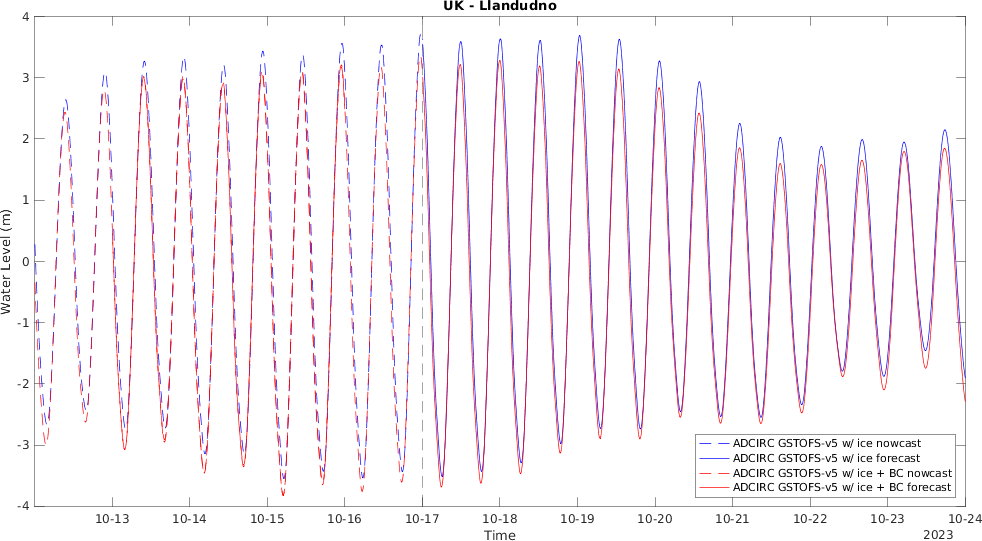 UK - Llandudno
4
3
2
1
0
-1
-2
-3
-4
Water Level (m)
ADCIRC GSTOFS-v5 w/ ice nowcast
ADCIRC GSTOFS-v5 w/ ice forecast
ADCIRC GSTOFS-v5 w/ ice + BC nowcast
ADCIRC GSTOFS-v5 w/ ice + BC forecast
10-13 10-14 10-15 10-16 10-17 10-18 10-19 10-20 10-21 10-22 10-23 10-24
Time
2023